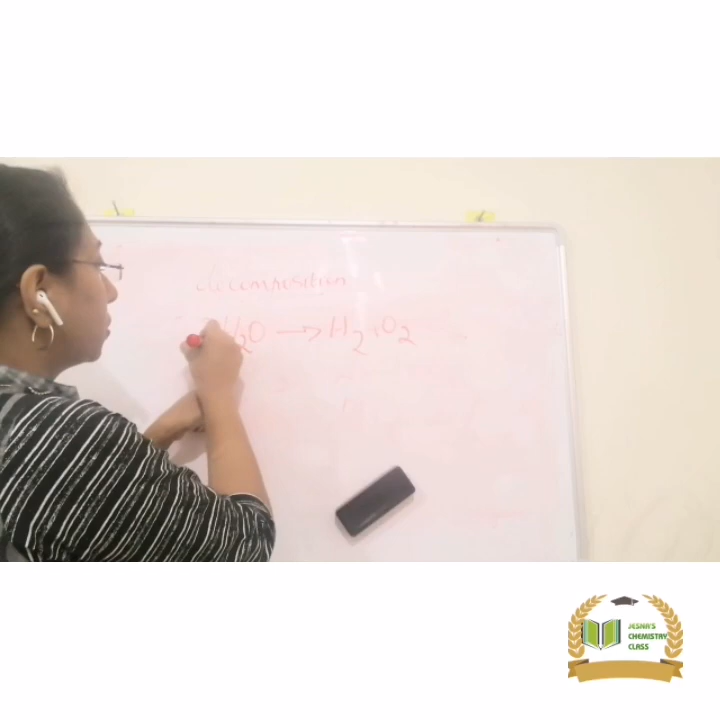 decomposition
H₂O → H₂ + O₂
JESNA'S
CHEMISTRY
CLASS